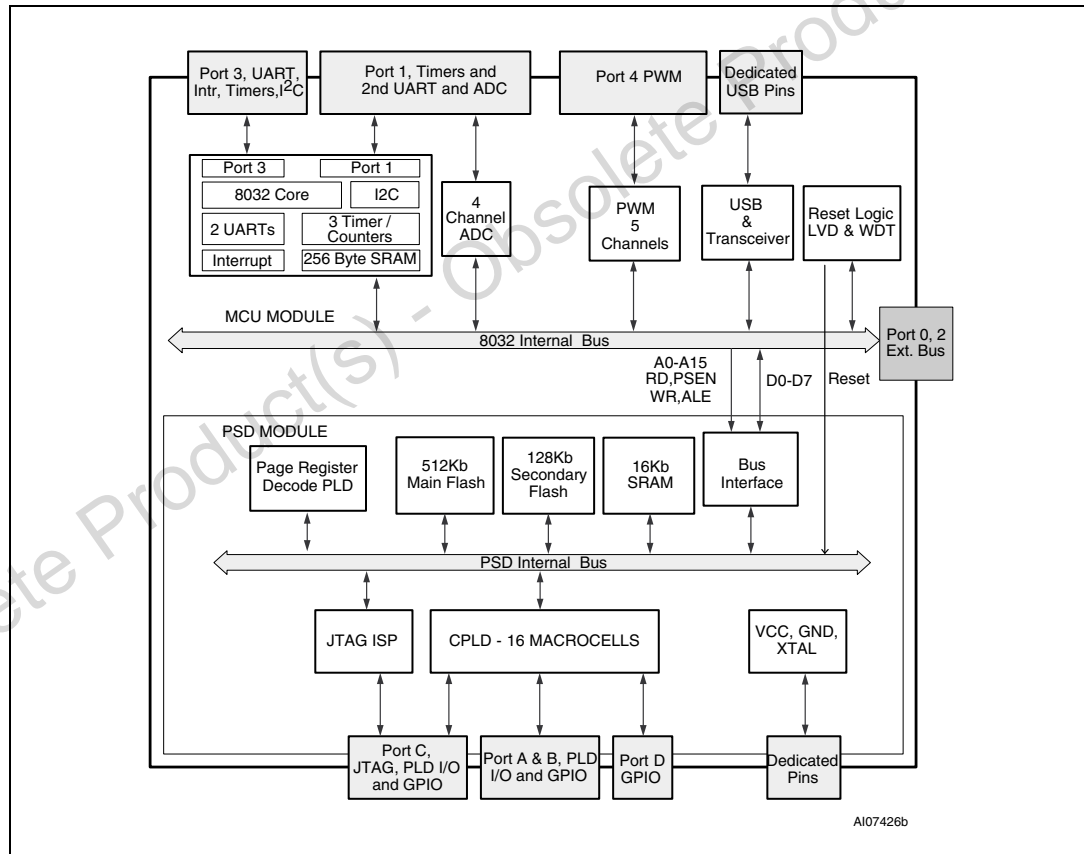 Port 3, UART,
Intr, Timers,I2C
Port 1, Timers and
2nd UART and ADC
Port 4 PWM
Dedicated
USB Pins
Port 3
Port 1
8032 Core
I2C
2 UARTs
3 Timer /
Counters
Interrupt
256 Byte SRAM
4
Channel
ADC
PWM
5
Channels
USB
&
Transceiver
Reset Logic
LVD & WDT
MCU MODULE
8032 Internal Bus
Port 0, 2
Ext. Bus
A0-A15
RD,PSEN
WR,ALE
D0-D7
Reset
PSD MODULE
Page Register
Decode PLD
512Kb
Main Flash
128Kb
Secondary
Flash
16Kb
SRAM
Bus
Interface
PSD Internal Bus
JTAG ISP
CPLD - 16 MACROCELLS
VCC, GND,
XTAL
Port C,
JTAG, PLD I/O
and GPIO
Port A & B, PLD
I/O and GPIO
Port D
GPIO
Dedicated
Pins
AI07426b
ete Product(s) - Obsolete Product